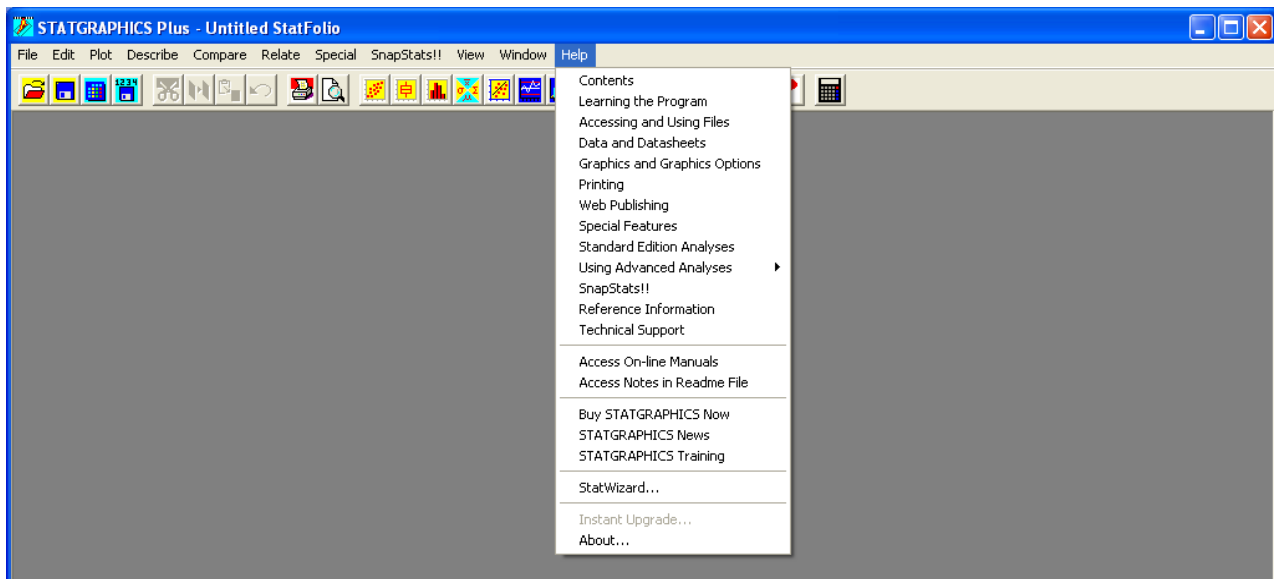 STATGRAPHICS Plus - Untitled StatFolio
File Edit Plot Describe Compare Relate Special SnapStats!! View Window Help
1234
Contents
Learning the Program
Accessing and Using Files
Data and Datasheets
Graphics and Graphics Options
Printing
Web Publishing
Special Features
Standard Edition Analyses
Using Advanced Analyses
SnapStats!!
Reference Information
Technical Support
Access On-line Manuals
Access Notes in Readme File
Buy STATGRAPHICS Now
STATGRAPHICS News
STATGRAPHICS Training
StatWizard...
Instant Upgrade...
About...